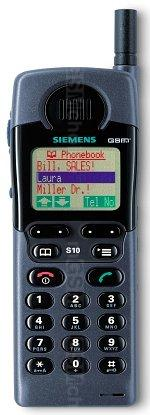 SIEMENS GSM
Phonebook
Bill. SALES!
Laura
Miller Dr.!
Tel No
S10
1 2 ABC 3 DEF
4 GHI 5 JKL 6 MNO
7 PQRS 8 TUV 9 WXYZ
* 0 #